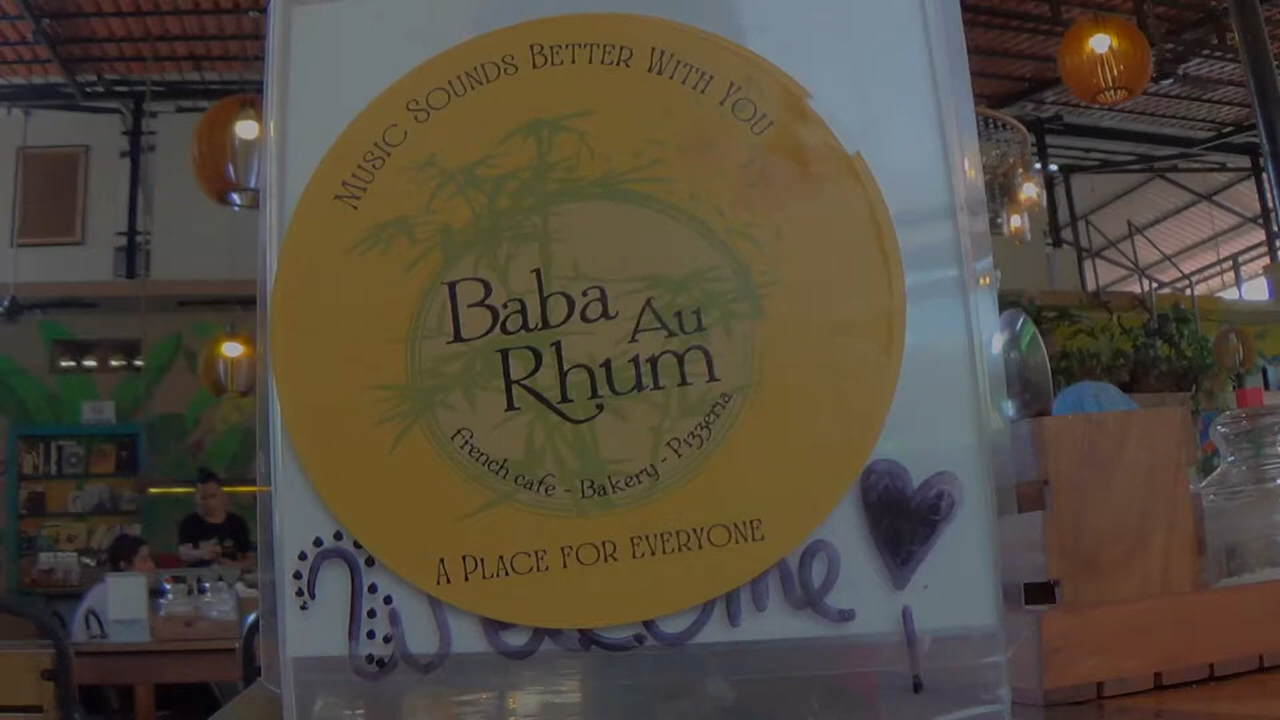 MUSIC SOUNDS BETTER WITH YOU
Baba Au
Rhum
french cafe - Bakery - Pizzeria
A PLACE FOR EVERYONE
Welcome !